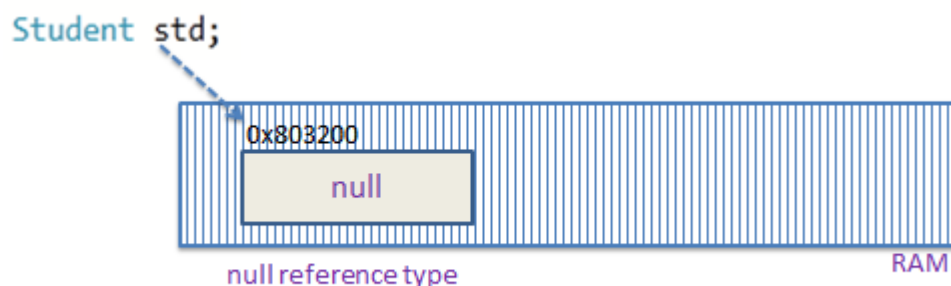 Student std;
0x803200
null
RAM
null reference type